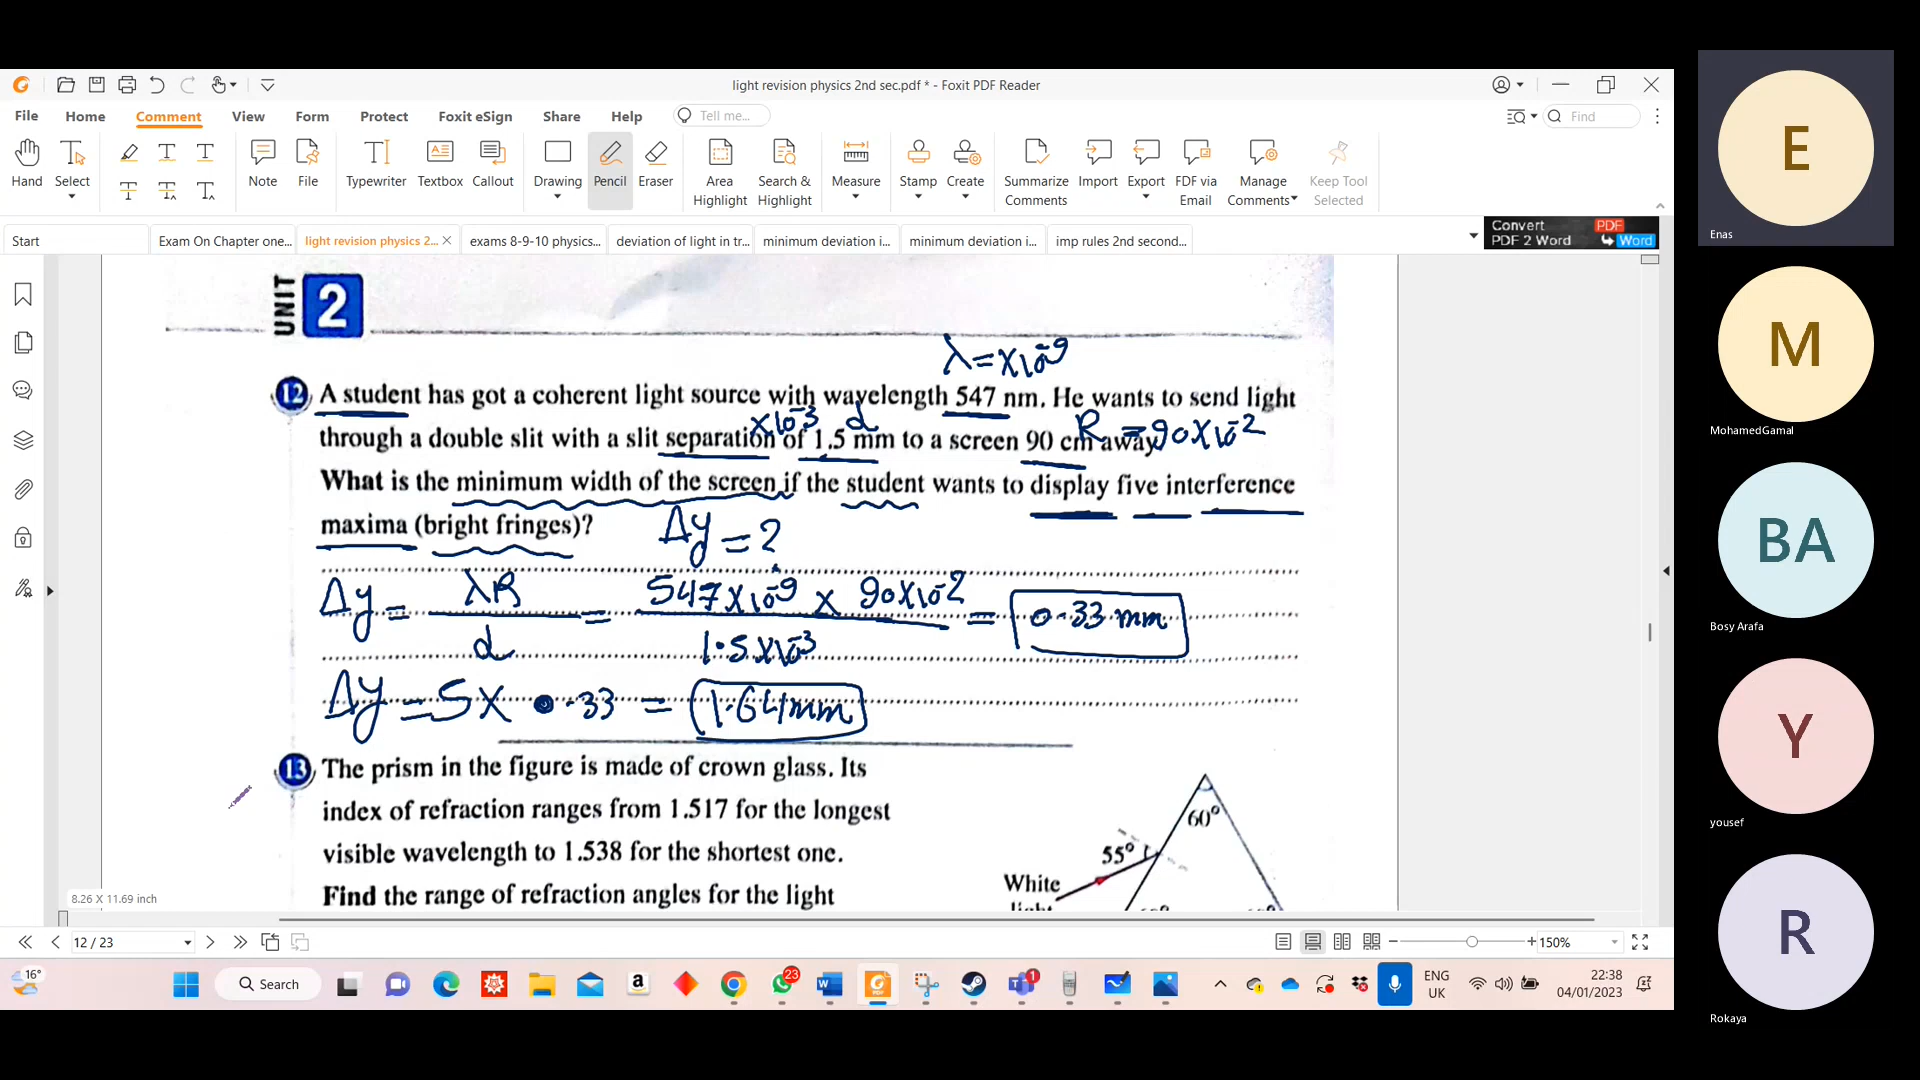 light revision physics 2nd sec.pdf * - Foxit PDF Reader
File Home Comment View Form Protect Foxit eSign Share Help Tell me... Find
Hand Select Note File Typewriter Textbox Callout Drawing Pencil Eraser Area Highlight Search & Highlight Measure Stamp Create Summarize Comments Import Export FDF via Email Manage Comments Keep Tool Selected
Start Exam On Chapter one... light revision physics 2... exams 8-9-10 physics... deviation of light in tr... minimum deviation i... minimum deviation i... imp rules 2nd second...
Convert PDF 2 Word PDF Word
UNIT 2
λ=x10⁻⁹
12 A student has got a coherent light source with wavelength 547 nm. He wants to send light
x10⁻³ d R = 90x10⁻²
through a double slit with a slit separation of 1.5 mm to a screen 90 cm away.
What is the minimum width of the screen if the student wants to display five interference
maxima (bright fringes)?
Δy = 2
Δy = λR / d = 547x10⁻⁹ x 90x10⁻² / 1.5x10⁻³ = 0.33 mm
Δy = 5x 0.33 = 1.64mm
13 The prism in the figure is made of crown glass. Its
index of refraction ranges from 1.517 for the longest
visible wavelength to 1.538 for the shortest one.
Find the range of refraction angles for the light
60°
55°
White
light
8.26 X 11.69 inch
12 / 23
150%
16°
Search
23
1
ENG
UK
22:38
04/01/2023
E
Enas
M
MohamedGamal
BA
Bosy Arafa
Y
yousef
R
Rokaya